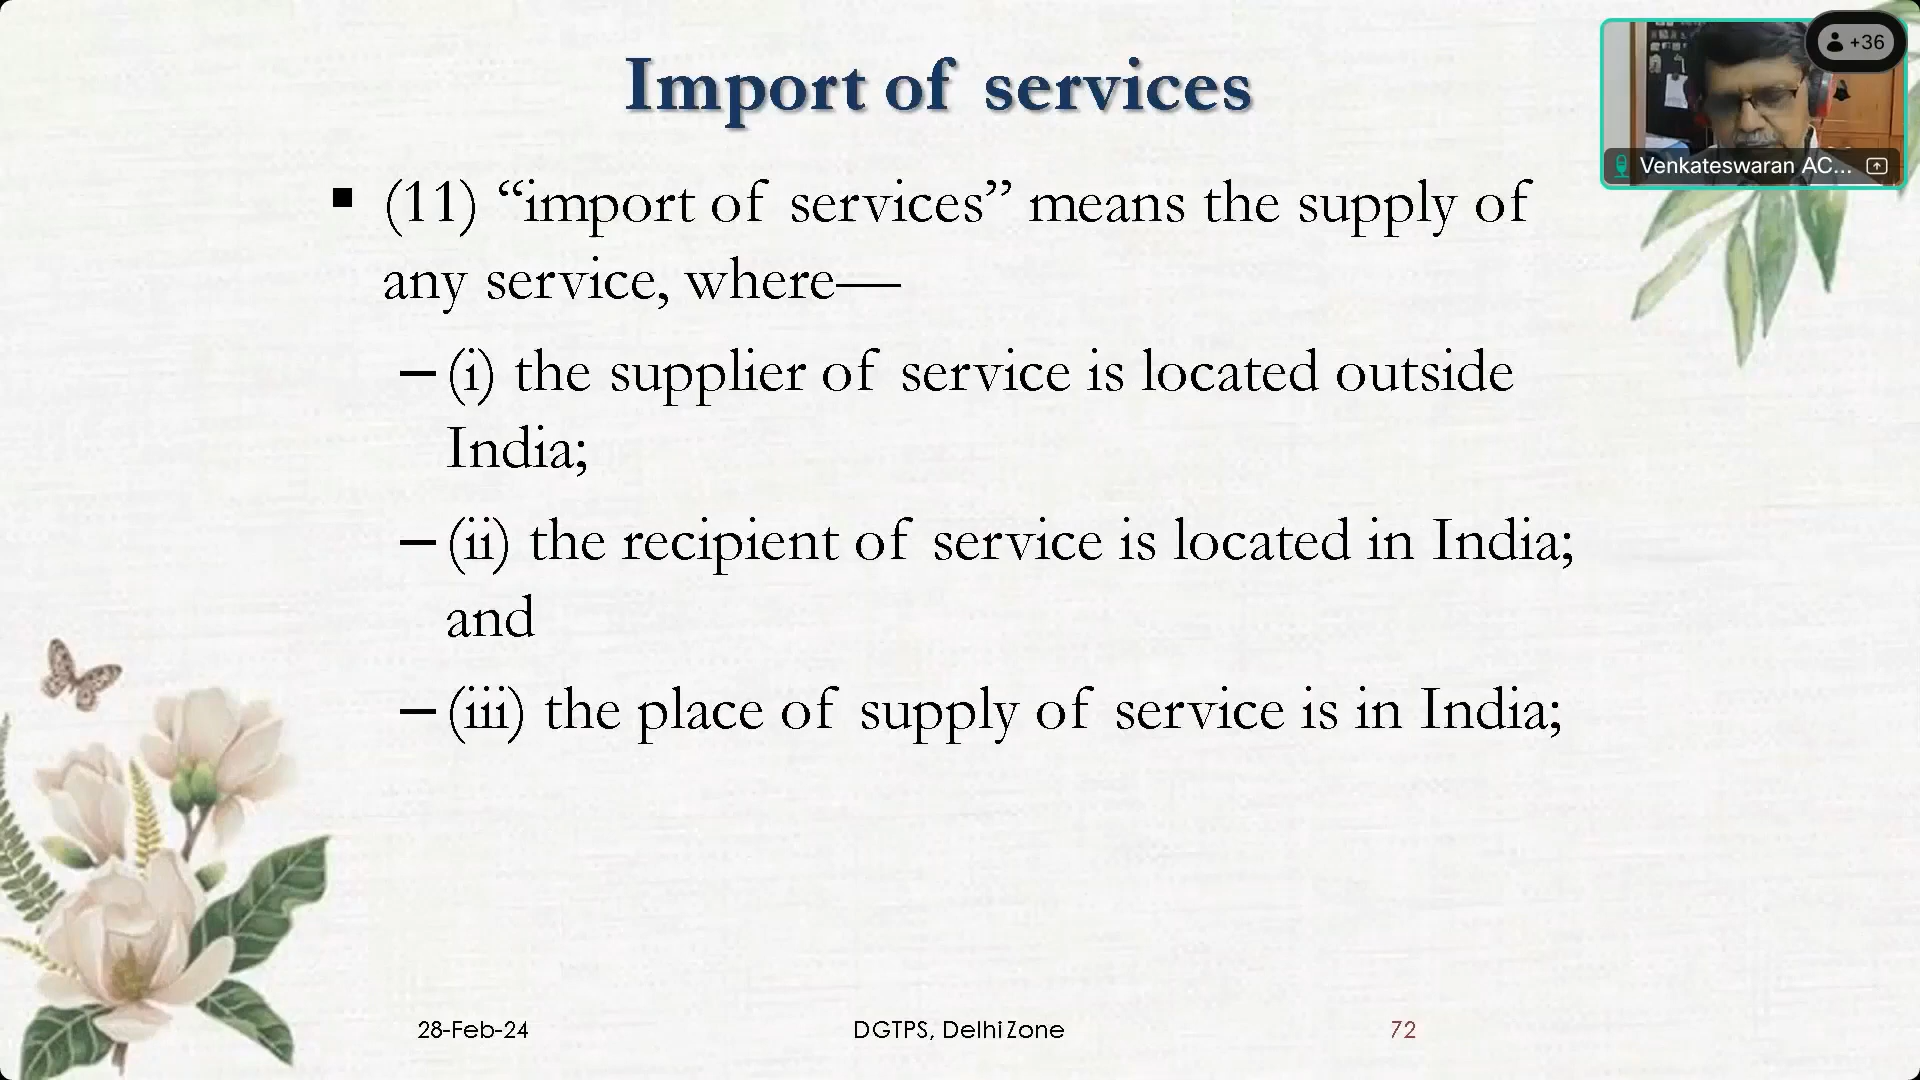 Import of services
+36
Venkateswaran AC...
▪ (11) “import of services” means the supply of
any service, where—
– (i) the supplier of service is located outside
India;
– (ii) the recipient of service is located in India;
and
– (iii) the place of supply of service is in India;
28-Feb-24
DGTPS, Delhi Zone
72